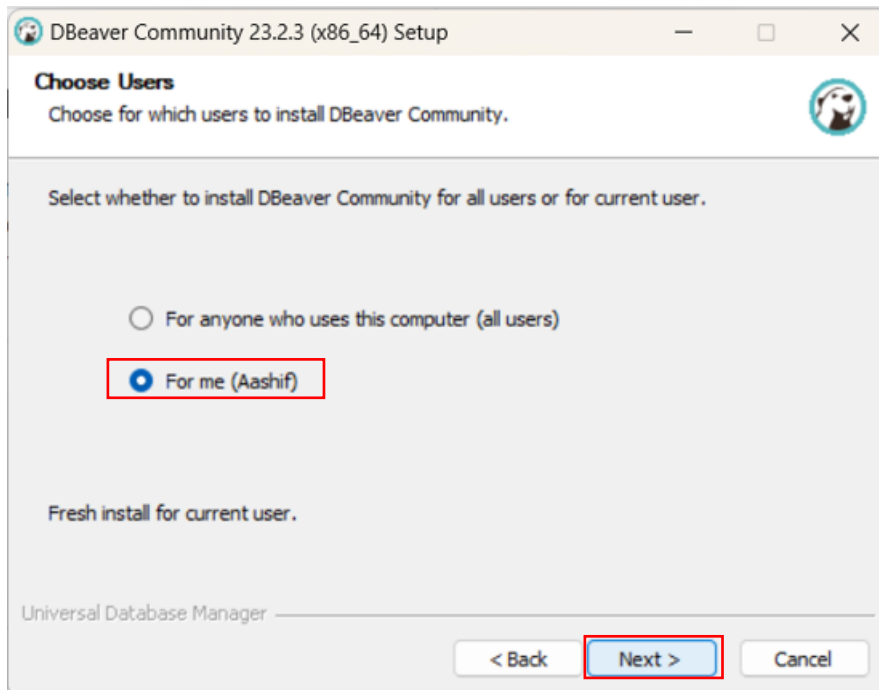 DBeaver Community 23.2.3 (x86_64) Setup
Choose Users
Choose for which users to install DBeaver Community.
Select whether to install DBeaver Community for all users or for current user.
For anyone who uses this computer (all users)
For me (Aashif)
Fresh install for current user.
Universal Database Manager
< Back
Next >
Cancel